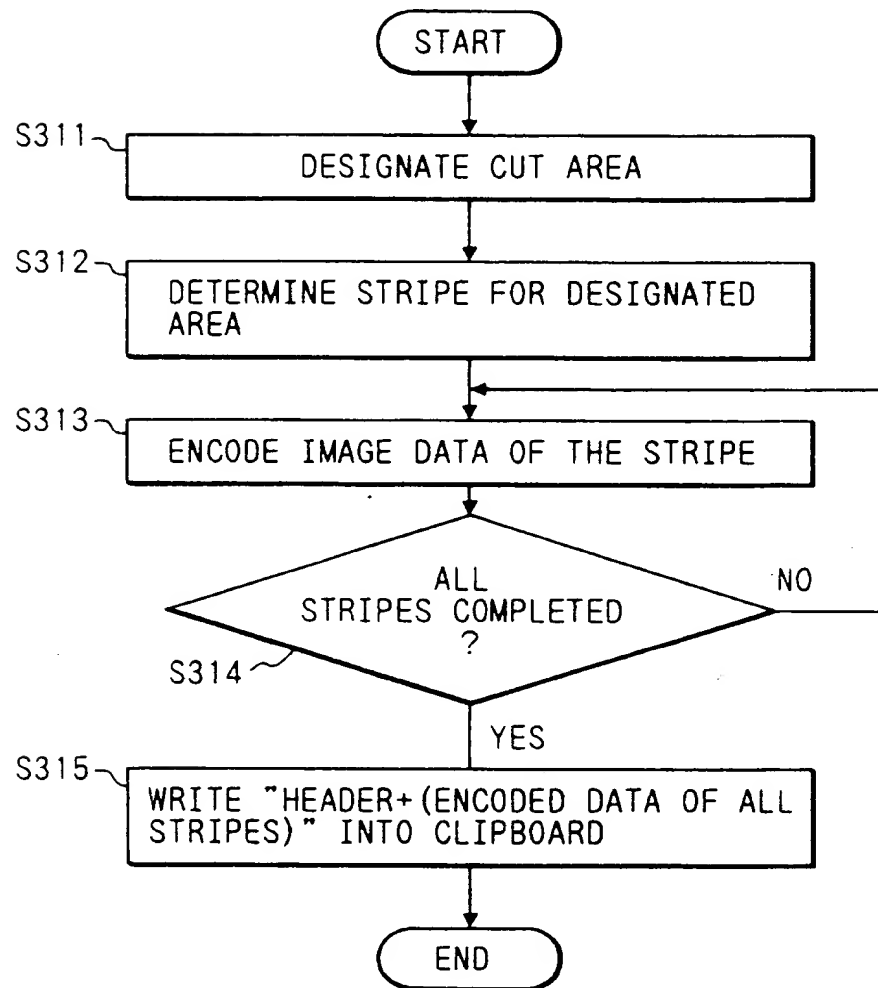 START
S311
DESIGNATE CUT AREA
S312
DETERMINE STRIPE FOR DESIGNATED
AREA
S313
ENCODE IMAGE DATA OF THE STRIPE
ALL
STRIPES COMPLETED
?
NO
S314
YES
S315
WRITE "HEADER+(ENCODED DATA OF ALL
STRIPES)" INTO CLIPBOARD
END